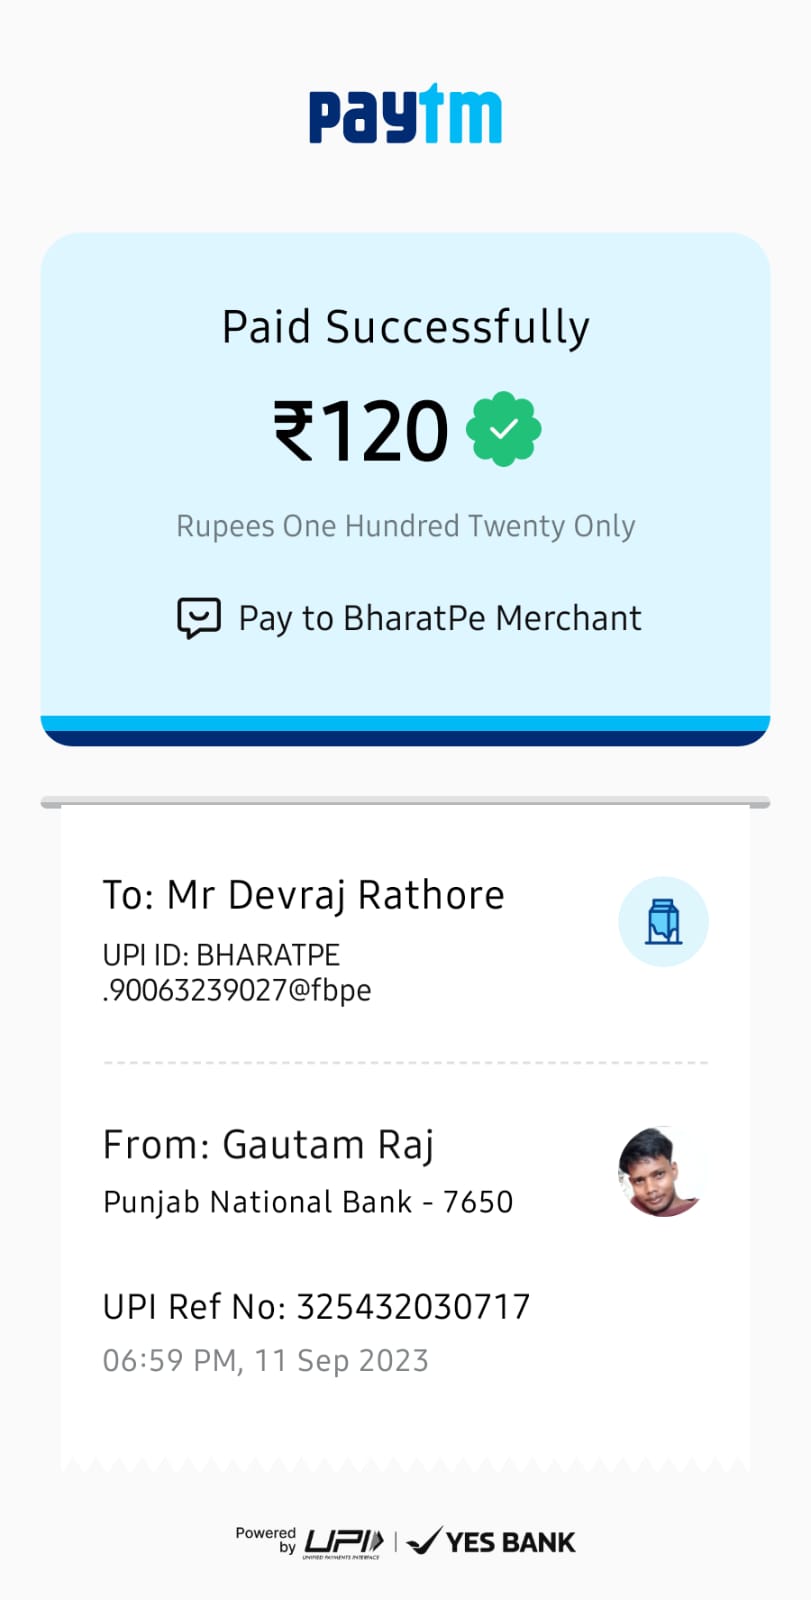 paytm
Paid Successfully
₹120
Rupees One Hundred Twenty Only
Pay to BharatPe Merchant
To: Mr Devraj Rathore
UPI ID: BHARATPE
.90063239027@fbpe
From: Gautam Raj
Punjab National Bank - 7650
UPI Ref No: 325432030717
06:59 PM, 11 Sep 2023
Powered by UPI | YES BANK
UNIFIED PAYMENTS INTERFACE